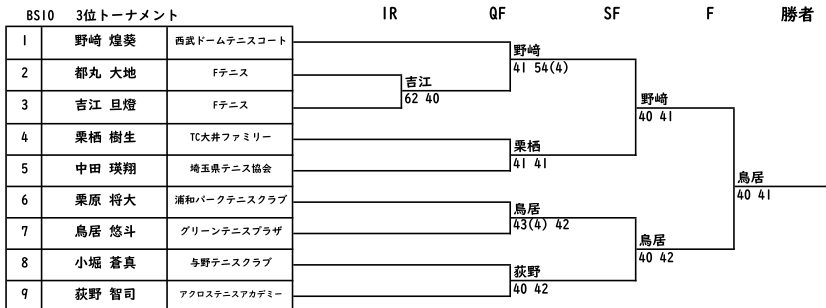 BS10 3位トーナメント 1R QF SF F 勝者
1 野﨑 煌葵 西武ドームテニスコート
野﨑
2 都丸 大地 Fテニス
41 54(4)
吉江
62 40
3 吉江 旦燈 Fテニス
野﨑
40 41
4 栗栖 樹生 TC大井ファミリー
栗栖
5 中田 瑛翔 埼玉県テニス協会
41 41
鳥居
40 41
6 栗原 将大 浦和パークテニスクラブ
鳥居
43(4) 42
7 鳥居 悠斗 グリーンテニスプラザ
鳥居
40 42
8 小堀 蒼真 与野テニスクラブ
荻野
40 42
9 荻野 智司 アクロステニスアカデミー